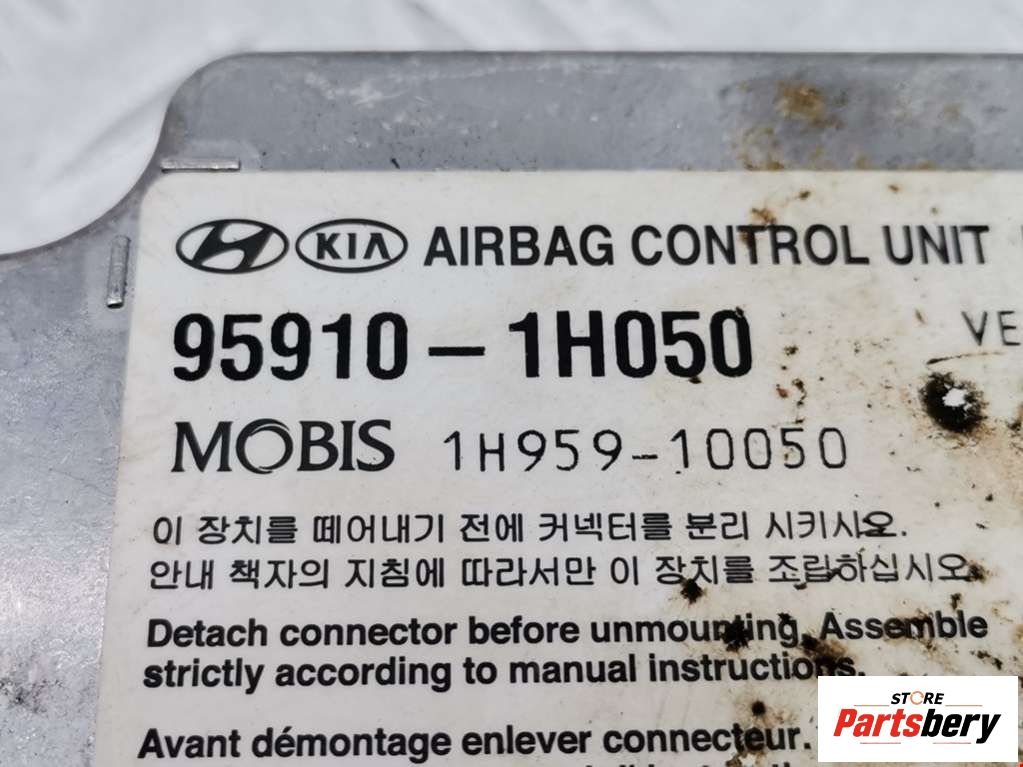 KIA AIRBAG CONTROL UNIT
95910-1H050 VE
MOBIS 1H959-10050
이 장치를 떼어내기 전에 커넥터를 분리 시키시오.
안내 책자의 지침에 따라서만 이 장치를 조립하십시오.
Detach connector before unmounting. Assemble
strictly according to manual instructions.
Avant démontage enlever connecteur.
STORE
Partsbery